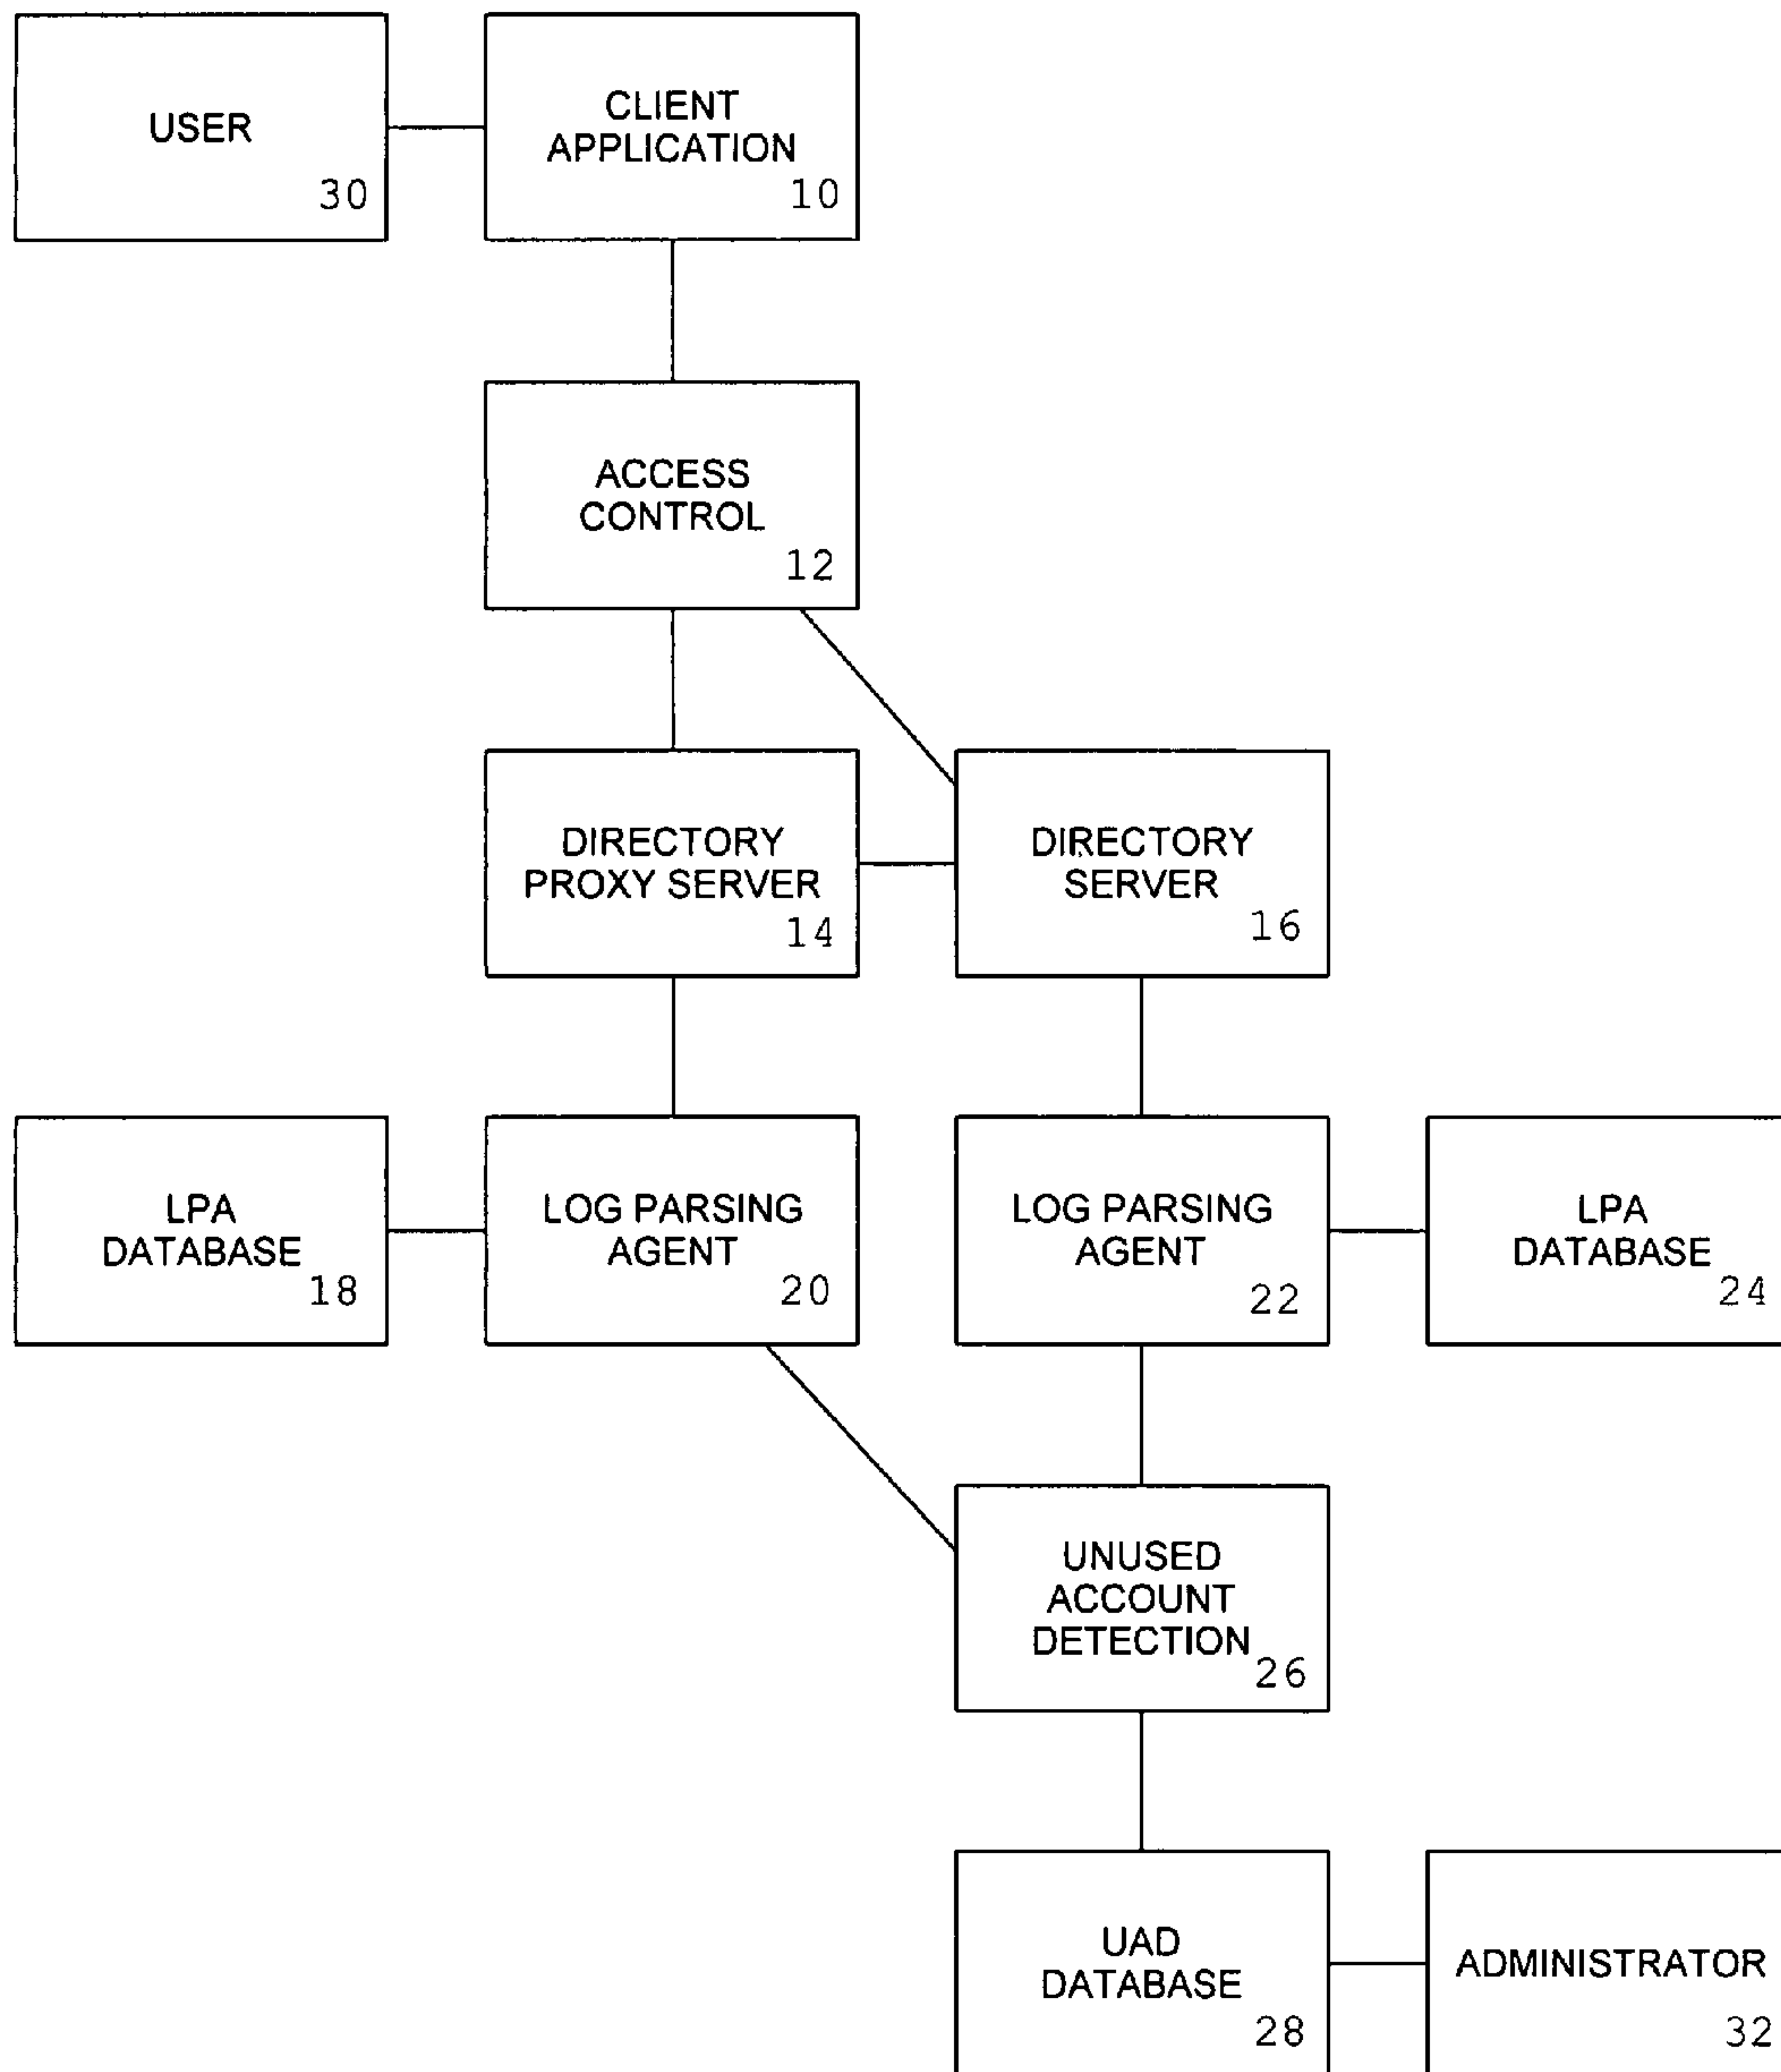 USER
30
CLIENT
APPLICATION
10
ACCESS
CONTROL
12
DIRECTORY
PROXY SERVER
14
DIRECTORY
SERVER
16
LPA
DATABASE
18
LOG PARSING
AGENT
20
LOG PARSING
AGENT
22
LPA
DATABASE
24
UNUSED
ACCOUNT
DETECTION
26
UAD
DATABASE
28
ADMINISTRATOR
32